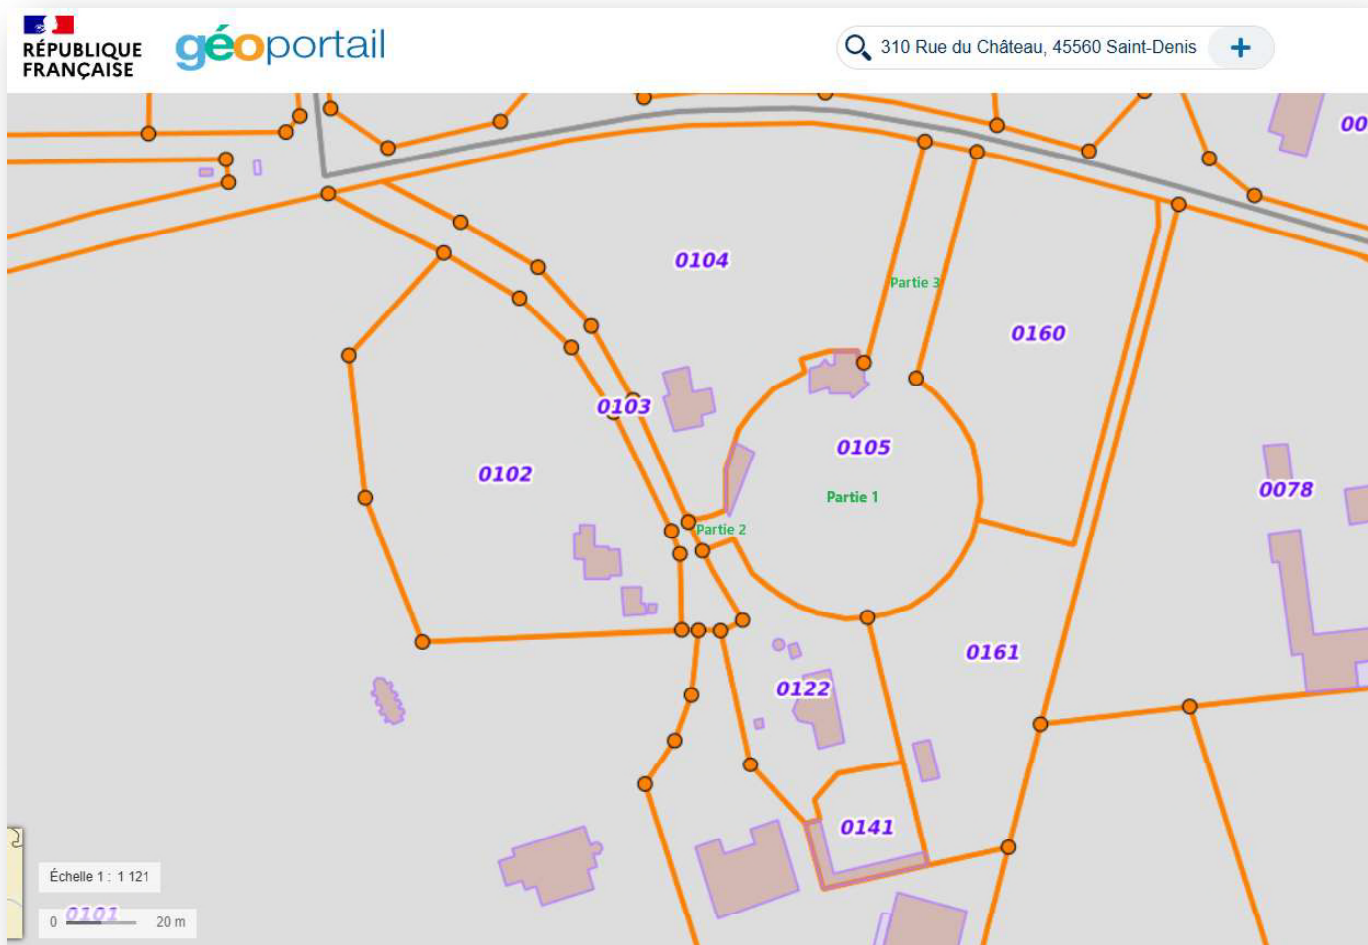 RÉPUBLIQUE
FRANÇAISE
géoportail
310 Rue du Château, 45560 Saint-Denis
+
00
0104
Partie 3
0160
0103
0105
0102
0078
Partie 1
Partie 2
0161
0122
0141
Échelle 1 : 1 121
0101
0 20 m